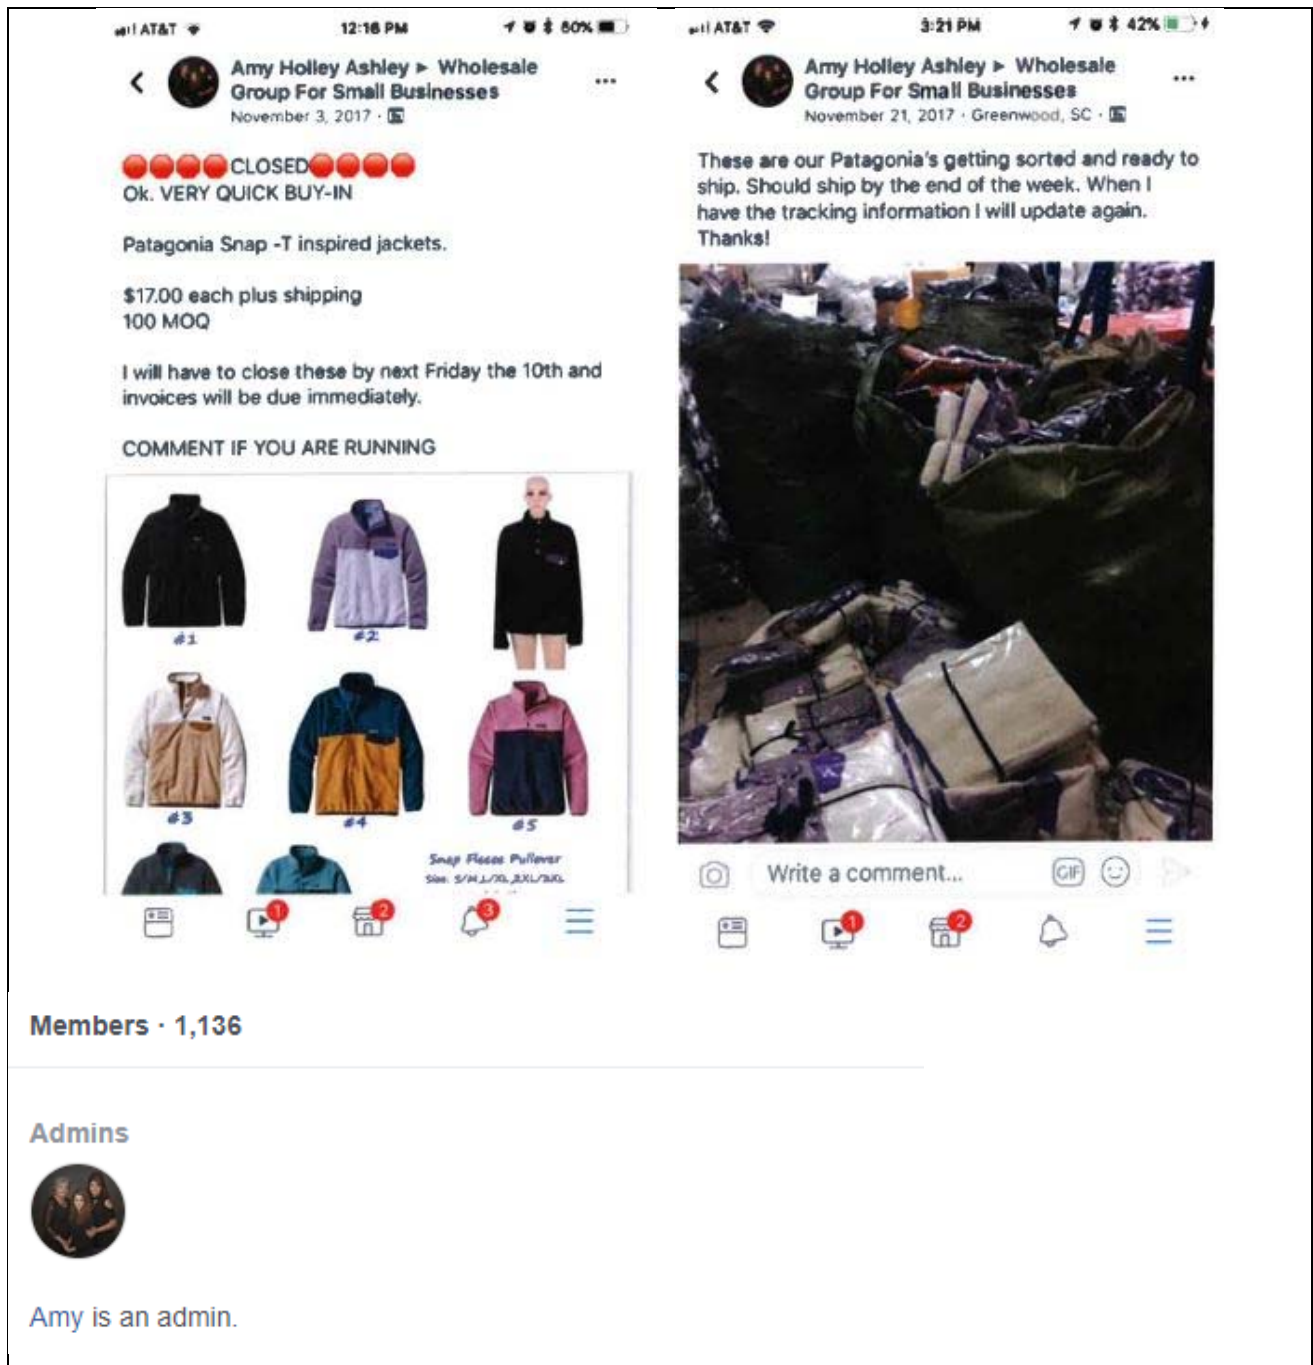 AT&T 12:16 PM 60%
Amy Holley Ashley ▸ Wholesale
Group For Small Businesses
November 3, 2017 ·
🛑🛑🛑🛑CLOSED🛑🛑🛑🛑
Ok. VERY QUICK BUY-IN
Patagonia Snap -T inspired jackets.
$17.00 each plus shipping
100 MOQ
I will have to close these by next Friday the 10th and
invoices will be due immediately.
COMMENT IF YOU ARE RUNNING
#1
#2
#3
#4
#5
Snap Fleece Pullover
Size. S/M,L/XL,2XL/3XL
1
2
3
AT&T 3:21 PM 42%
Amy Holley Ashley ▸ Wholesale
Group For Small Businesses
November 21, 2017 · Greenwood, SC ·
These are our Patagonia's getting sorted and ready to
ship. Should ship by the end of the week. When I
have the tracking information I will update again.
Thanks!
Write a comment...
GIF
1
2
Members · 1,136
Admins
Amy is an admin.